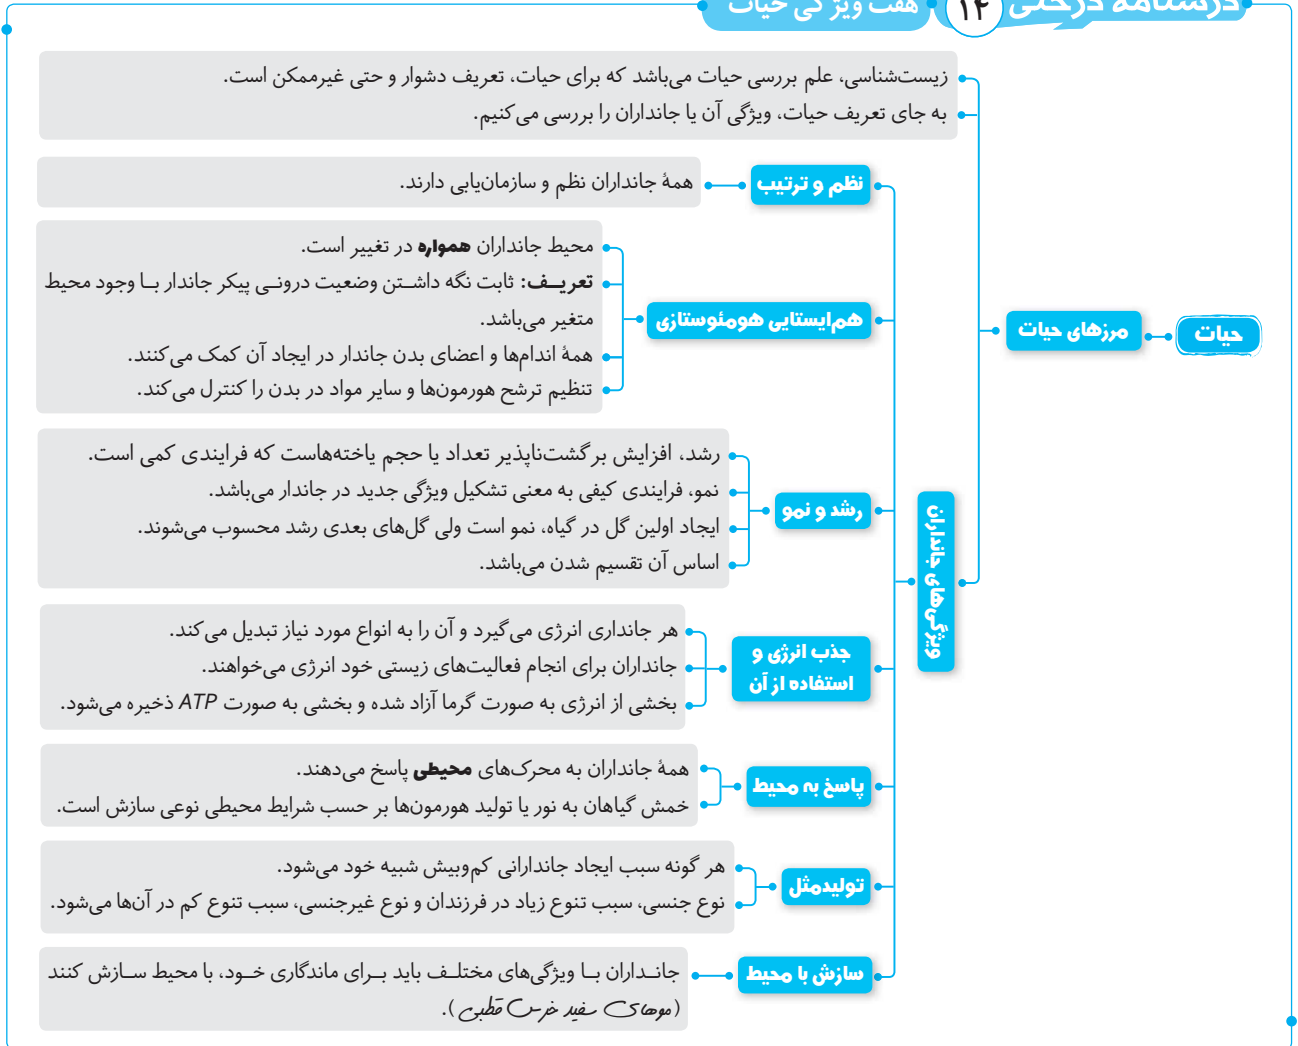 درسنامه درختی ۱۴ هفت ویژگی حیات
زیست‌شناسی، علم بررسی حیات می‌باشد که برای حیات، تعریف دشوار و حتی غیرممکن است.
به جای تعریف حیات، ویژگی آن یا جانداران را بررسی می‌کنیم.
حیات
مرزهای حیات
ویژگی‌های جانداران
نظم و ترتیب
همهٔ جانداران نظم و سازمان‌یابی دارند.
هم‌ایستایی هومئوستازی
محیط جانداران همواره در تغییر است.
تعریــف: ثابت نگه داشــتن وضعیت درونـی پیکر جاندار بـا وجود محیط
متغیر می‌باشد.
همهٔ اندام‌ها و اعضای بدن جاندار در ایجاد آن کمک می‌کنند.
تنظیم ترشح هورمون‌ها و سایر مواد در بدن را کنترل می‌کند.
رشد و نمو
رشد، افزایش برگشت‌ناپذیر تعداد یا حجم یاخته‌هاست که فرایندی کمی است.
نمو، فرایندی کیفی به معنی تشکیل ویژگی جدید در جاندار می‌باشد.
ایجاد اولین گل در گیاه، نمو است ولی گل‌های بعدی رشد محسوب می‌شوند.
اساس آن تقسیم شدن می‌باشد.
جذب انرژی و
استفاده از آن
هر جانداری انرژی می‌گیرد و آن را به انواع مورد نیاز تبدیل می‌کند.
جانداران برای انجام فعالیت‌های زیستی خود انرژی می‌خواهند.
بخشی از انرژی به صورت گرما آزاد شده و بخشی به صورت ATP ذخیره می‌شود.
پاسخ به محیط
همهٔ جانداران به محرک‌های محیطی پاسخ می‌دهند.
خمش گیاهان به نور یا تولید هورمون‌ها بر حسب شرایط محیطی نوعی سازش است.
تولیدمثل
هر گونه سبب ایجاد جاندارانی کم‌وبیش شبیه خود می‌شود.
نوع جنسی، سبب تنوع زیاد در فرزندان و نوع غیرجنسی، سبب تنوع کم در آن‌ها می‌شود.
سازش با محیط
جانــداران بــا ویژگی‌های مختلــف باید بــرای ماندگاری خــود، با محیط ســازش کنند
(موهای سفید خرس قطبی).